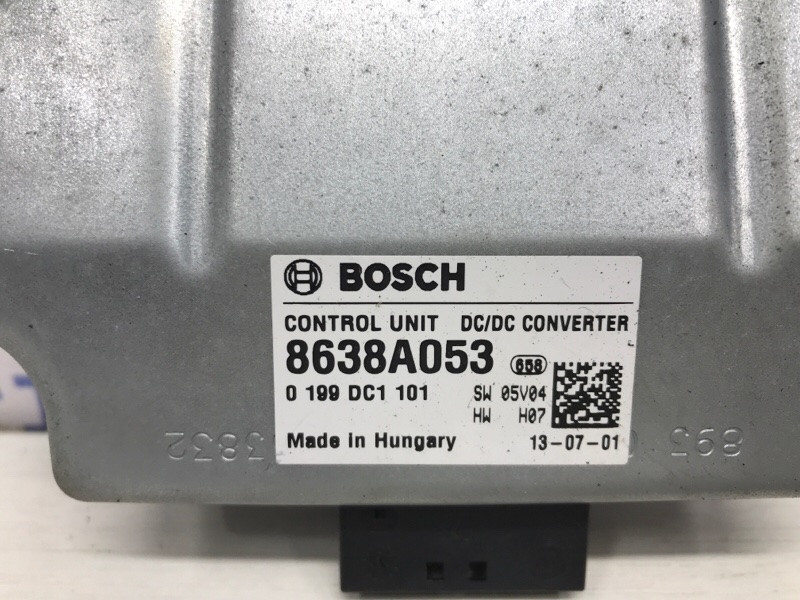 BOSCH
CONTROL UNIT DC/DC CONVERTER
8638A053 658
0 199 DC1 101 SW 05V04
HW H07
Made in Hungary 13-07-01